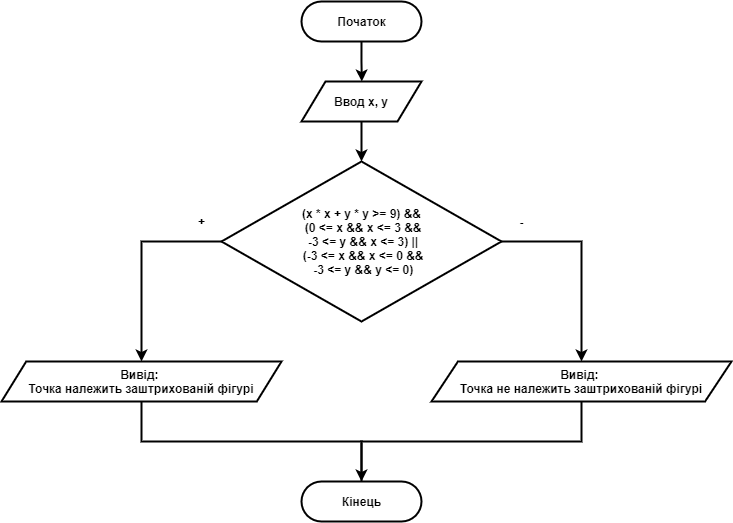 Початок
Ввод x, y
(x * x + y * y >= 9) &&
(0 <= x && x <= 3 &&
-3 <= y && x <= 3) ||
(-3 <= x && x <= 0 &&
-3 <= y && y <= 0)
+
-
Вивід:
Точка належить заштрихованій фігурі
Вивід:
Точка не належить заштрихованій фігурі
Кінець